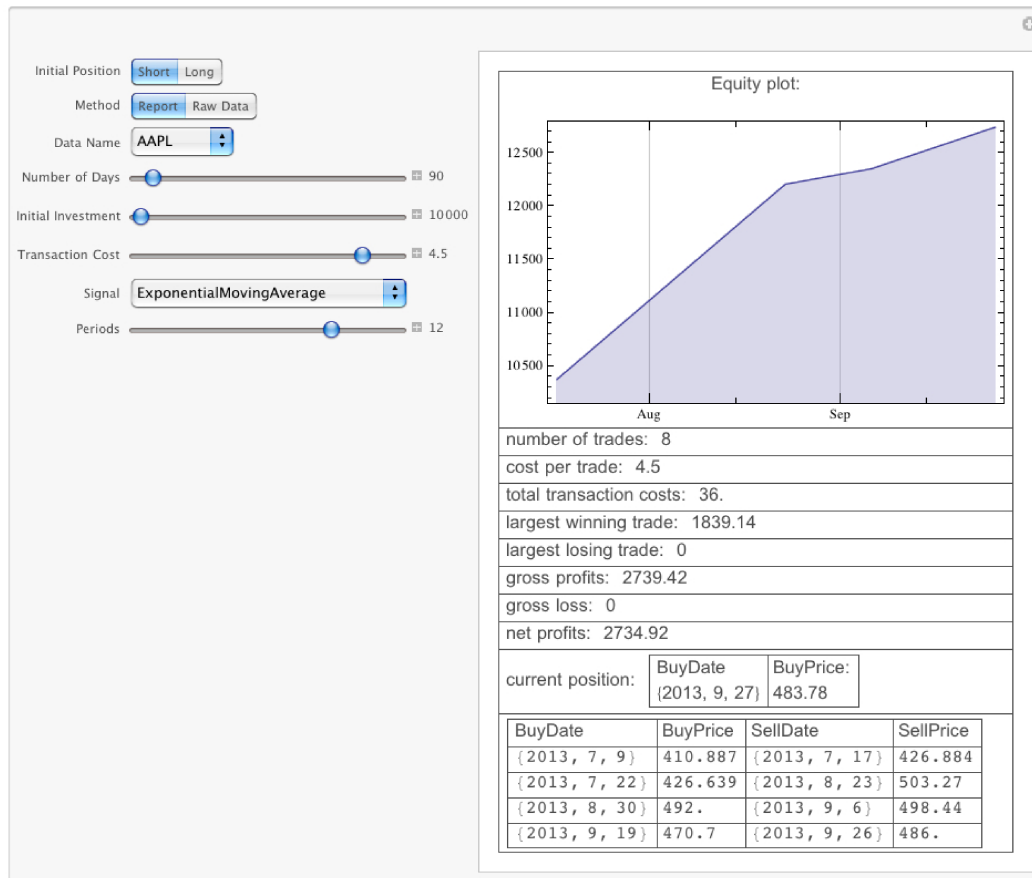 Initial Position Short Long
Method Report Raw Data
Data Name AAPL
Number of Days 90
Initial Investment 10000
Transaction Cost 4.5
Signal ExponentialMovingAverage
Periods 12
Equity plot:
12500
12000
11500
11000
10500
Aug Sep
number of trades: 8
cost per trade: 4.5
total transaction costs: 36.
largest winning trade: 1839.14
largest losing trade: 0
gross profits: 2739.42
gross loss: 0
net profits: 2734.92
current position:
BuyDate BuyPrice:
{2013, 9, 27} 483.78
BuyDate BuyPrice SellDate SellPrice
{2013, 7, 9} 410.887 {2013, 7, 17} 426.884
{2013, 7, 22} 426.639 {2013, 8, 23} 503.27
{2013, 8, 30} 492. {2013, 9, 6} 498.44
{2013, 9, 19} 470.7 {2013, 9, 26} 486.